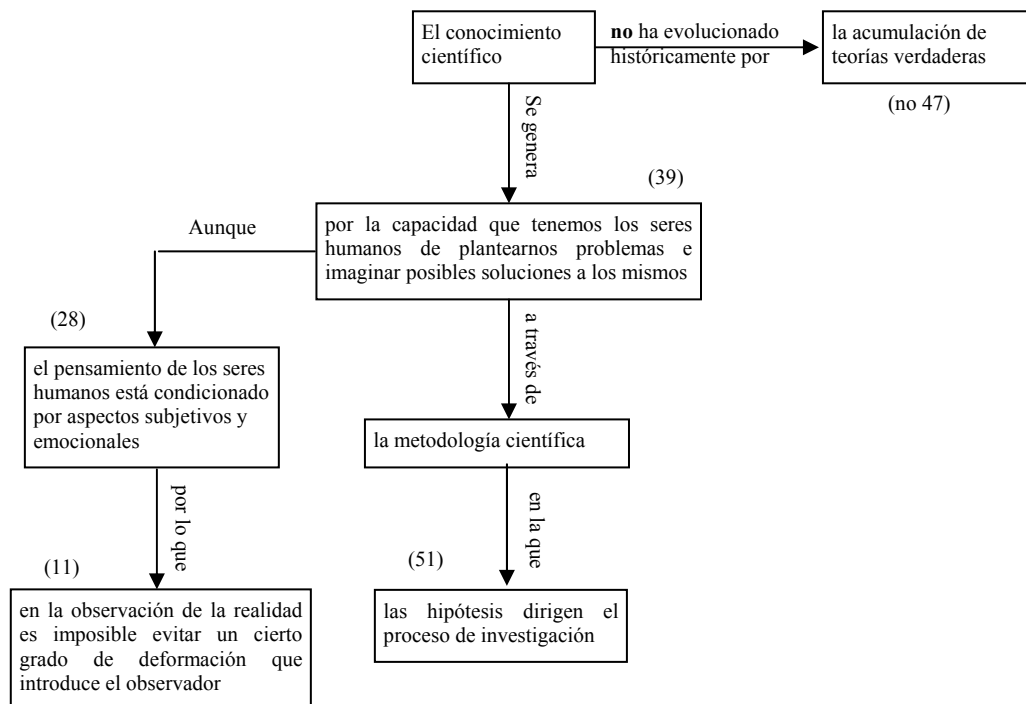 El conocimiento
científico
no ha evolucionado
históricamente por
la acumulación de
teorías verdaderas
(no 47)
Se genera
(39)
por la capacidad que tenemos los seres
humanos de plantearnos problemas e
imaginar posibles soluciones a los mismos
Aunque
(28)
el pensamiento de los seres
humanos está condicionado
por aspectos subjetivos y
emocionales
a través de
la metodología científica
por lo que
en la que
(11)
en la observación de la realidad
es imposible evitar un cierto
grado de deformación que
introduce el observador
(51)
las hipótesis dirigen el
proceso de investigación